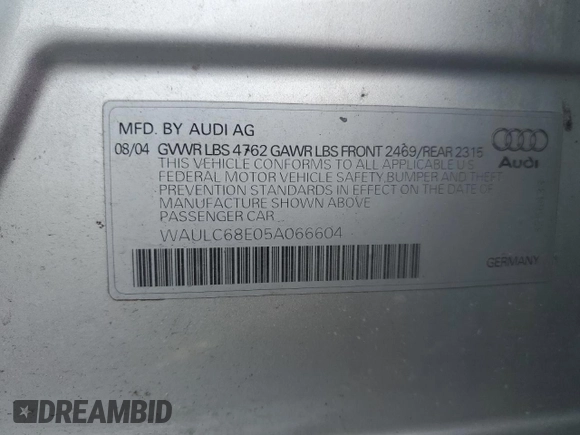 MFD. BY AUDI AG
08/04 GVWR LBS 4762 GAWR LBS FRONT 2469/REAR 2315
THIS VEHICLE CONFORMS TO ALL APPLICABLE U.S.
FEDERAL MOTOR VEHICLE SAFETY,BUMPER AND THEFT
PREVENTION STANDARDS IN EFFECT ON THE DATE OF
MANUFACTURE SHOWN ABOVE
PASSENGER CAR
WAULC68E05A066604
Audi
GERMANY
DREAMBID